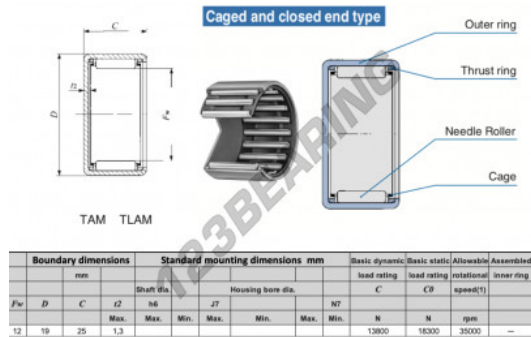 Caged and closed end type
C
t2
D
Fw
TAM TLAM
Outer ring
Thrust ring
Needle Roller
Cage
123BEARING
Boundary dimensions Standard mounting dimensions mm Basic dynamic Basic static Allowable Assembled
mm load rating load rating rotational inner ring
Shaft dia. Housing bore dia. C C0 speed(1)
Fw D C t2 h6 J7 N7
Max. Max. Min. Max. Min. Max. Min. N N rpm
12 19 25 1,3 13800 18300 35000 —